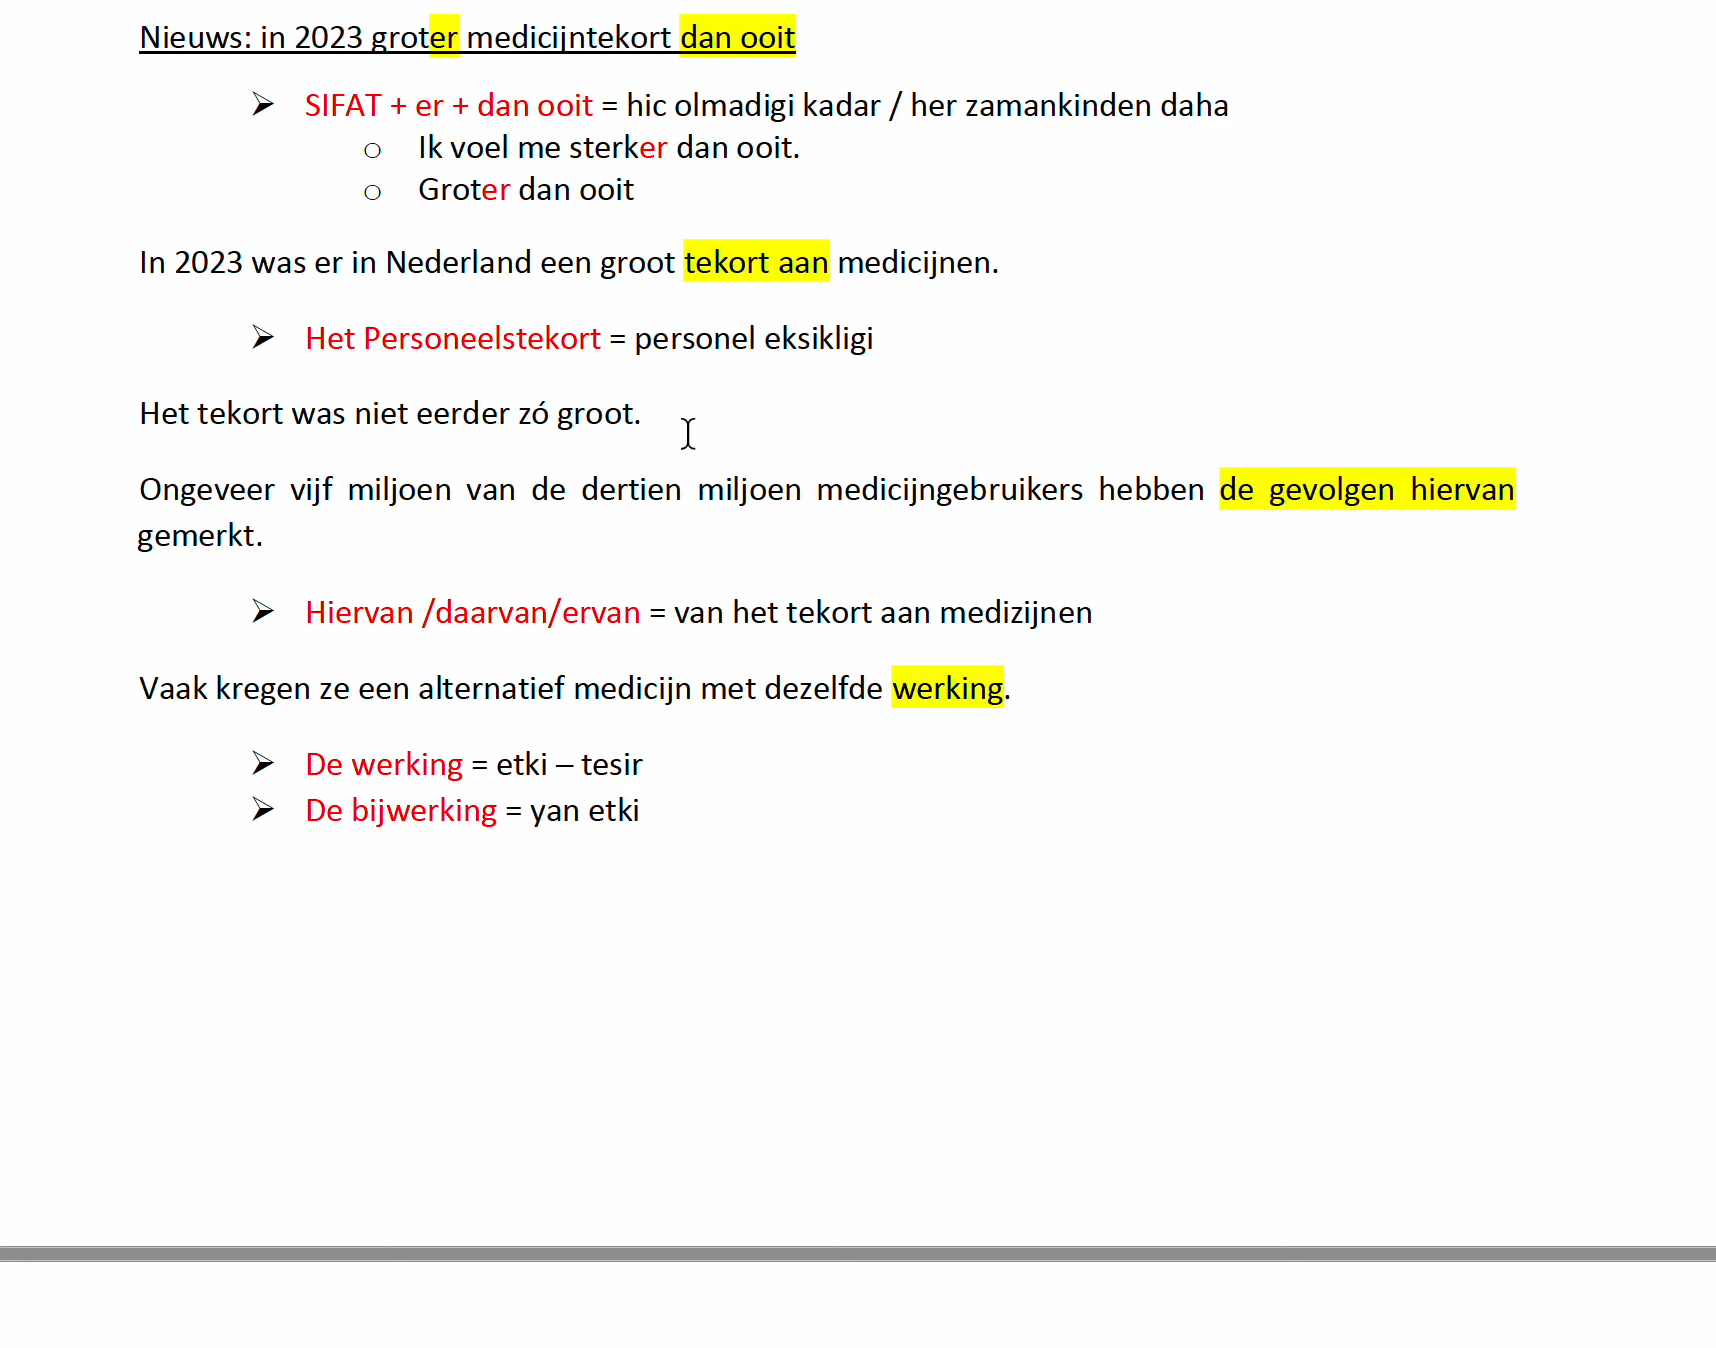 Nieuws: in 2023 groter medicijntekort dan ooit
➢ SIFAT + er + dan ooit = hic olmadigi kadar / her zamankinden daha
o Ik voel me sterker dan ooit.
o Groter dan ooit
In 2023 was er in Nederland een groot tekort aan medicijnen.
➢ Het Personeelstekort = personel eksikligi
Het tekort was niet eerder zó groot.
Ongeveer vijf miljoen van de dertien miljoen medicijngebruikers hebben de gevolgen hiervan
gemerkt.
➢ Hiervan /daarvan/ervan = van het tekort aan medizijnen
Vaak kregen ze een alternatief medicijn met dezelfde werking.
➢ De werking = etki – tesir
➢ De bijwerking = yan etki